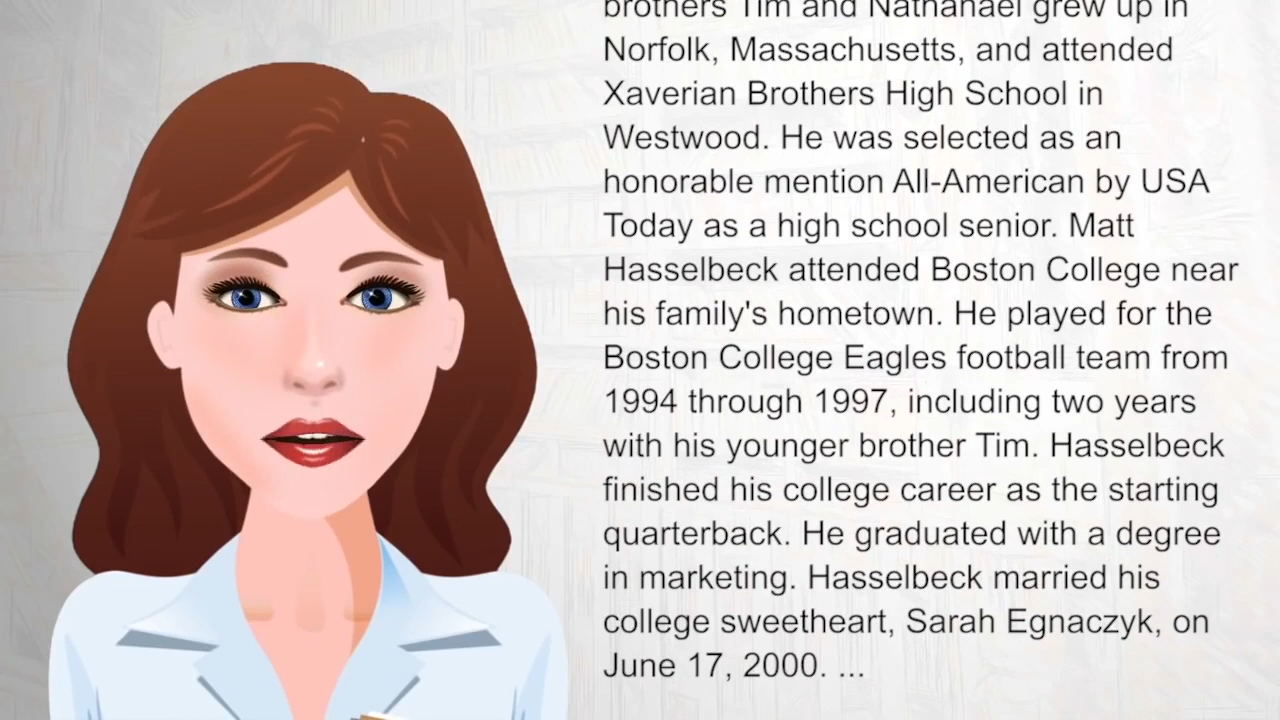 brothers Tim and Nathanael grew up in
Norfolk, Massachusetts, and attended
Xaverian Brothers High School in
Westwood. He was selected as an
honorable mention All-American by USA
Today as a high school senior. Matt
Hasselbeck attended Boston College near
his family's hometown. He played for the
Boston College Eagles football team from
1994 through 1997, including two years
with his younger brother Tim. Hasselbeck
finished his college career as the starting
quarterback. He graduated with a degree
in marketing. Hasselbeck married his
college sweetheart, Sarah Egnaczyk, on
June 17, 2000. ...